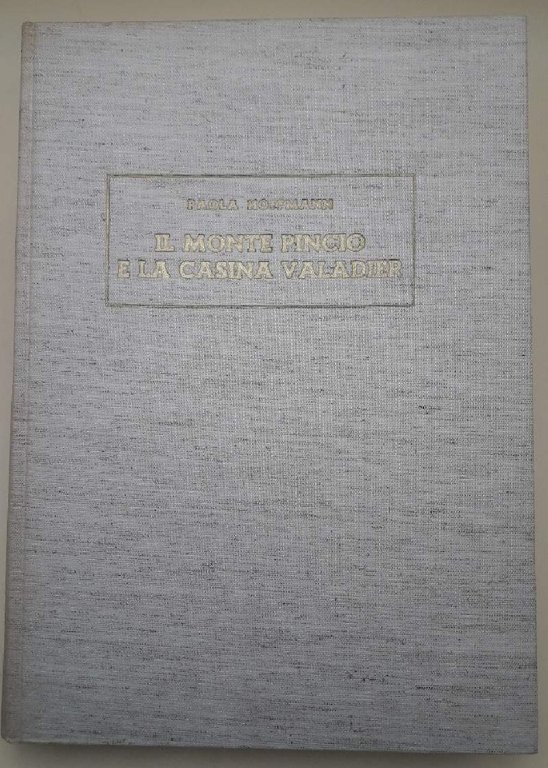 PAOLA HOFFMANN
IL MONTE PINCIO
E LA CASINA VALADIER